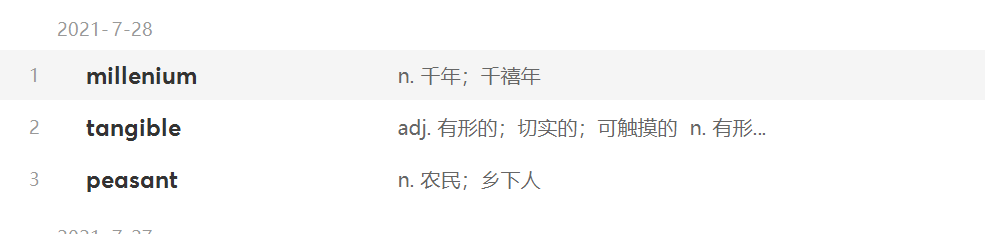 2021-7-28
1 millenium n. 千年；千禧年
2 tangible adj. 有形的；切实的；可触摸的 n. 有形...
3 peasant n. 农民；乡下人